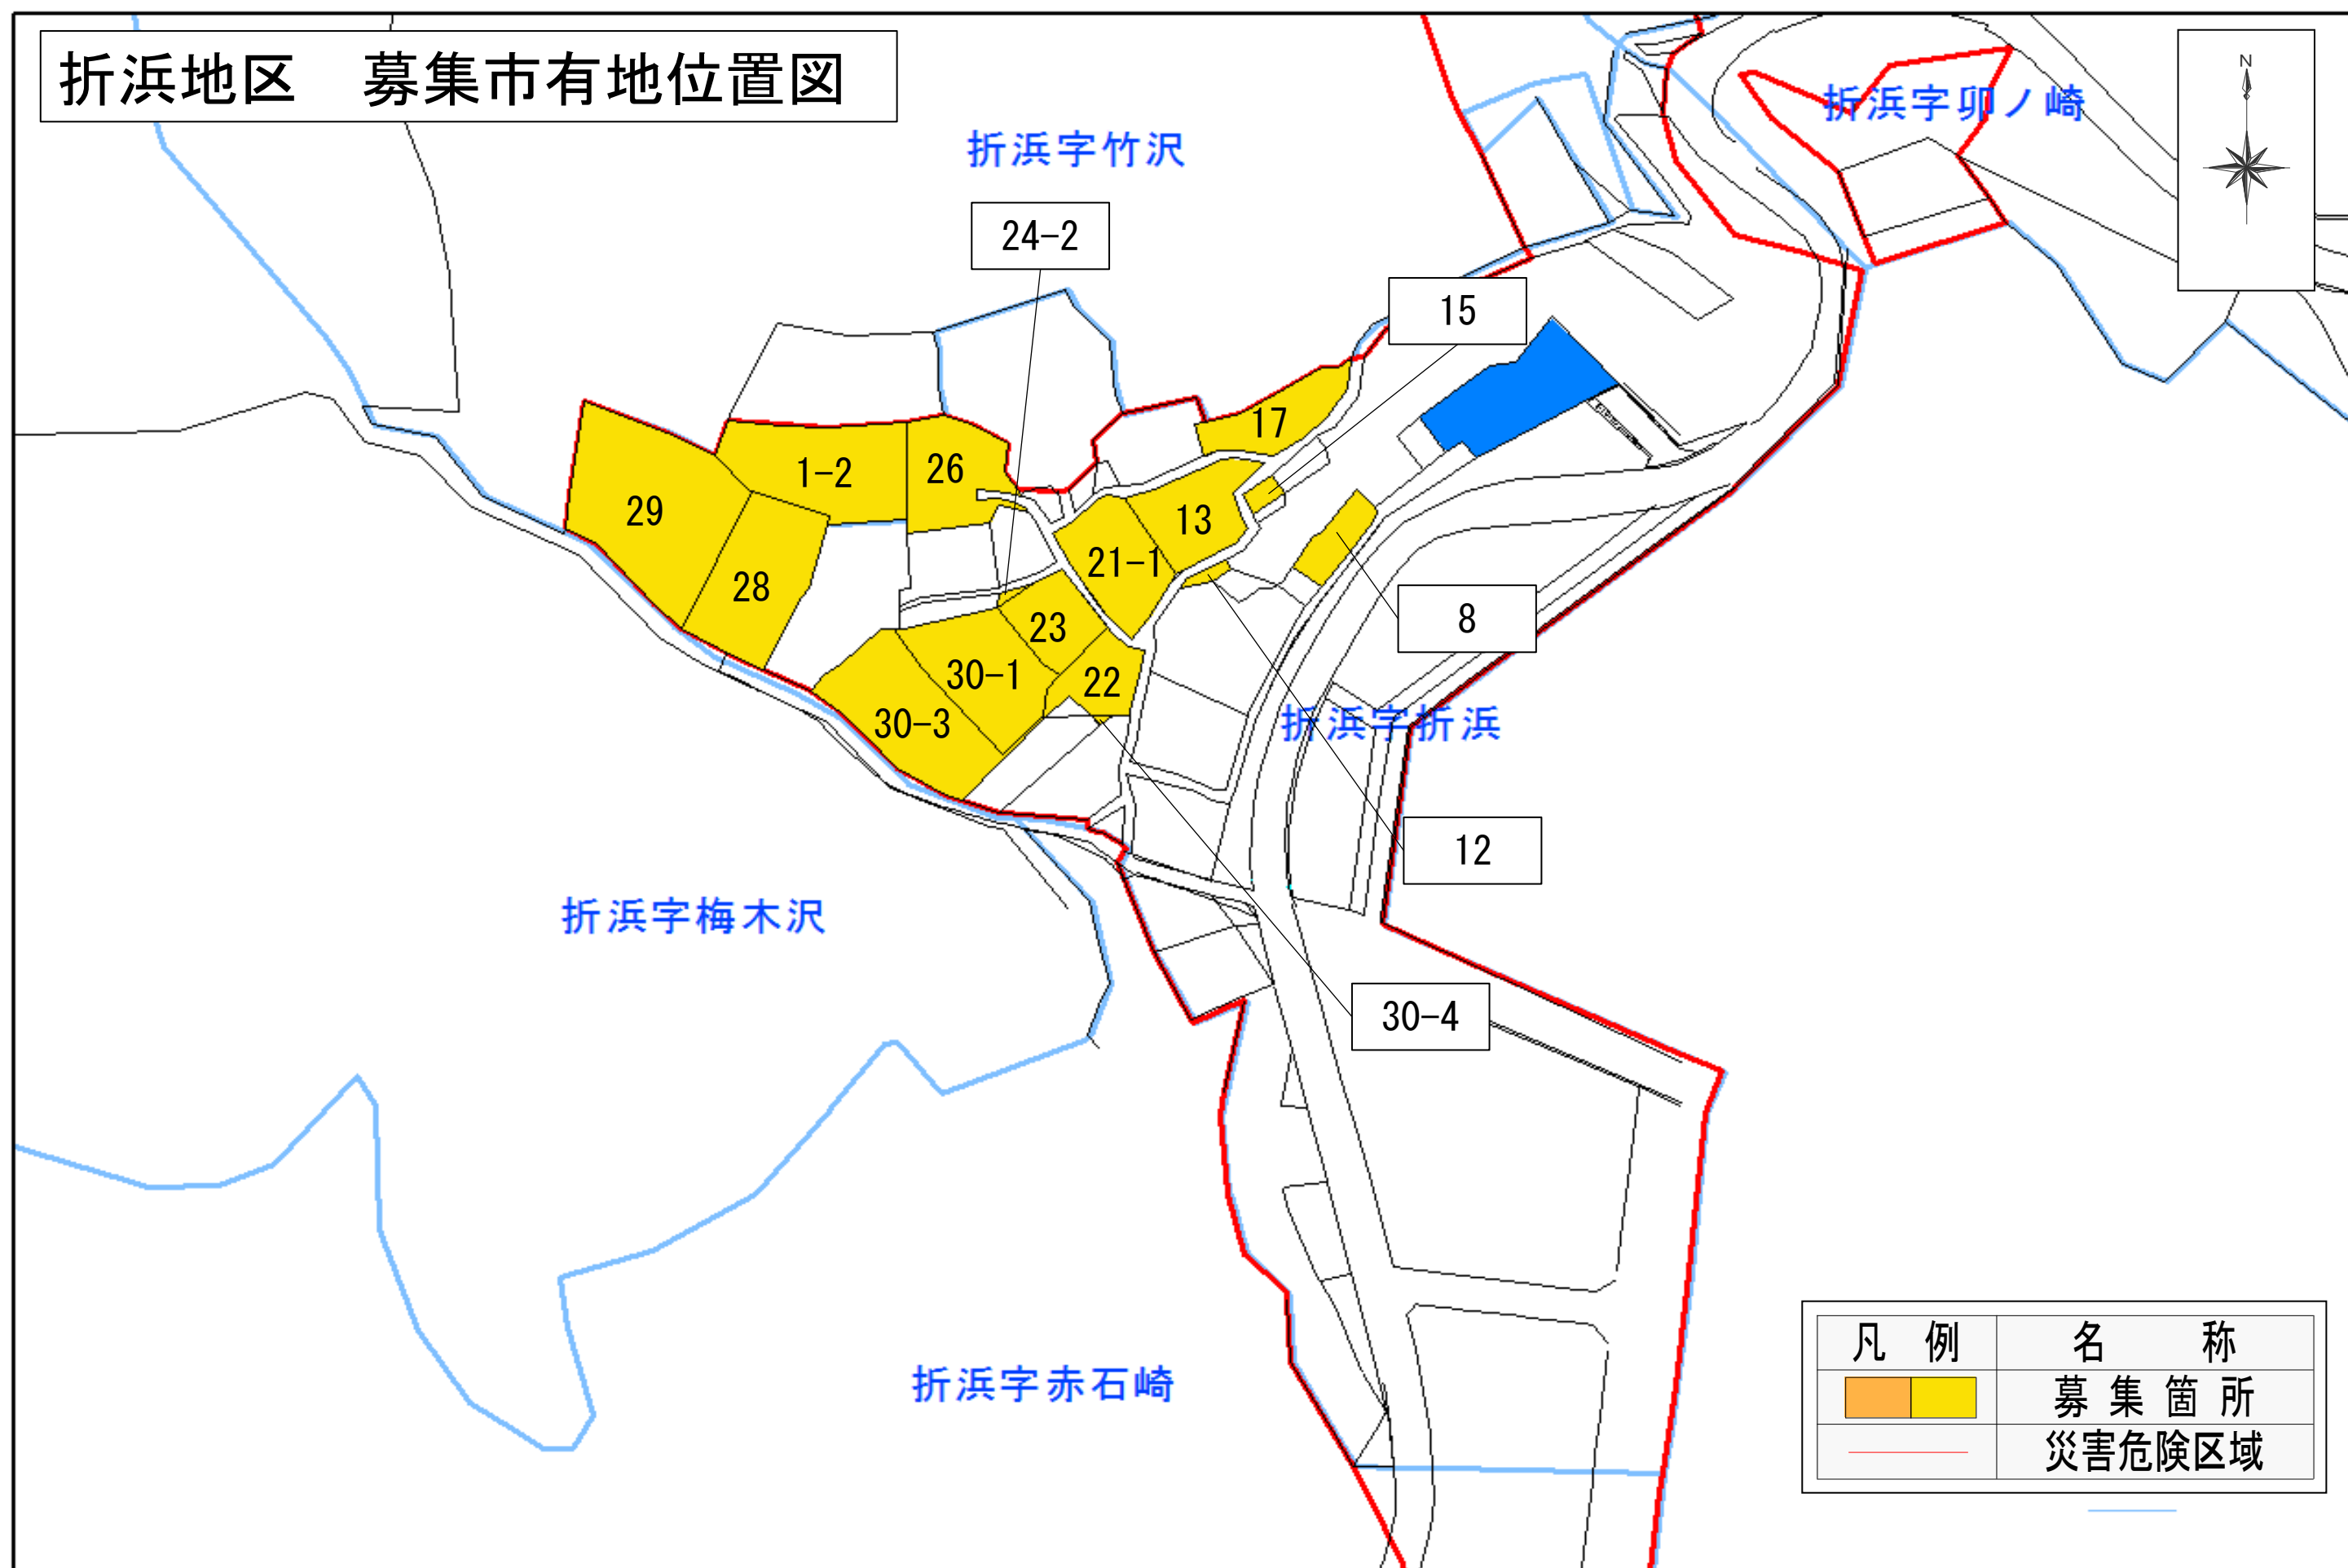 折浜地区　募集市有地位置図
N
折浜字卯ノ崎
折浜字竹沢
24-2
15
17
1-2
26
29
13
21-1
28
8
23
30-1
22
30-3
折浜字折浜
12
折浜字梅木沢
30-4
折浜字赤石崎
凡　例　名　　称
募 集 箇 所
災害危険区域